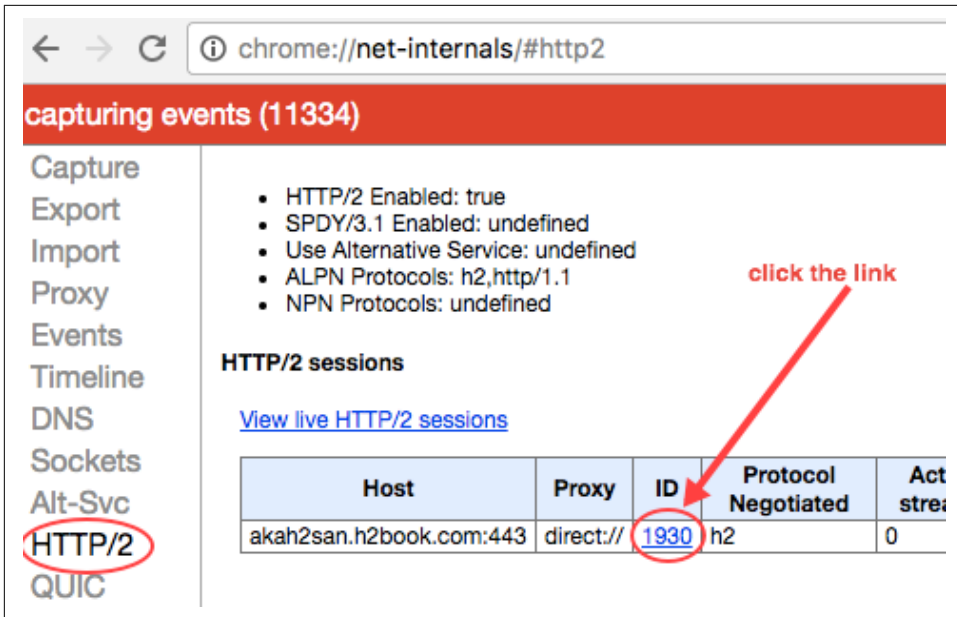 chrome://net-internals/#http2
capturing events (11334)
Capture
Export
Import
Proxy
Events
Timeline
DNS
Sockets
Alt-Svc
HTTP/2
QUIC
HTTP/2 Enabled: true
SPDY/3.1 Enabled: undefined
Use Alternative Service: undefined
ALPN Protocols: h2,http/1.1
NPN Protocols: undefined
click the link
HTTP/2 sessions
View live HTTP/2 sessions
Host Proxy ID Protocol Negotiated Act strea
akah2san.h2book.com:443 direct:// 1930 h2 0